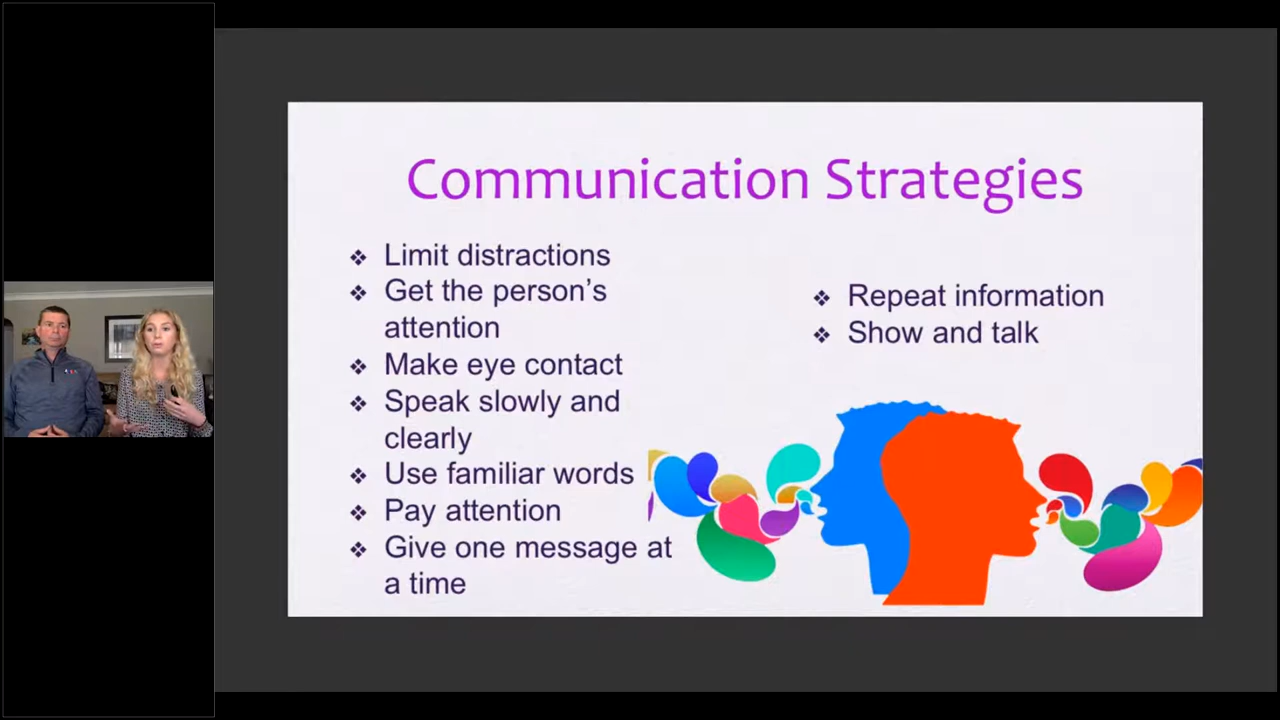 Communication Strategies
❖ Limit distractions
❖ Get the person’s
attention
❖ Make eye contact
❖ Speak slowly and
clearly
❖ Use familiar words
❖ Pay attention
❖ Give one message at
a time
❖ Repeat information
❖ Show and talk